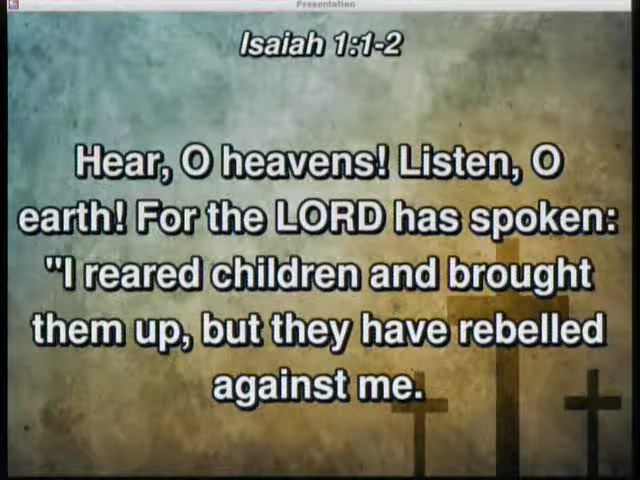 Presentation
Isaiah 1:1-2
Hear, O heavens! Listen, O
earth! For the LORD has spoken:
"I reared children and brought
them up, but they have rebelled
against me.